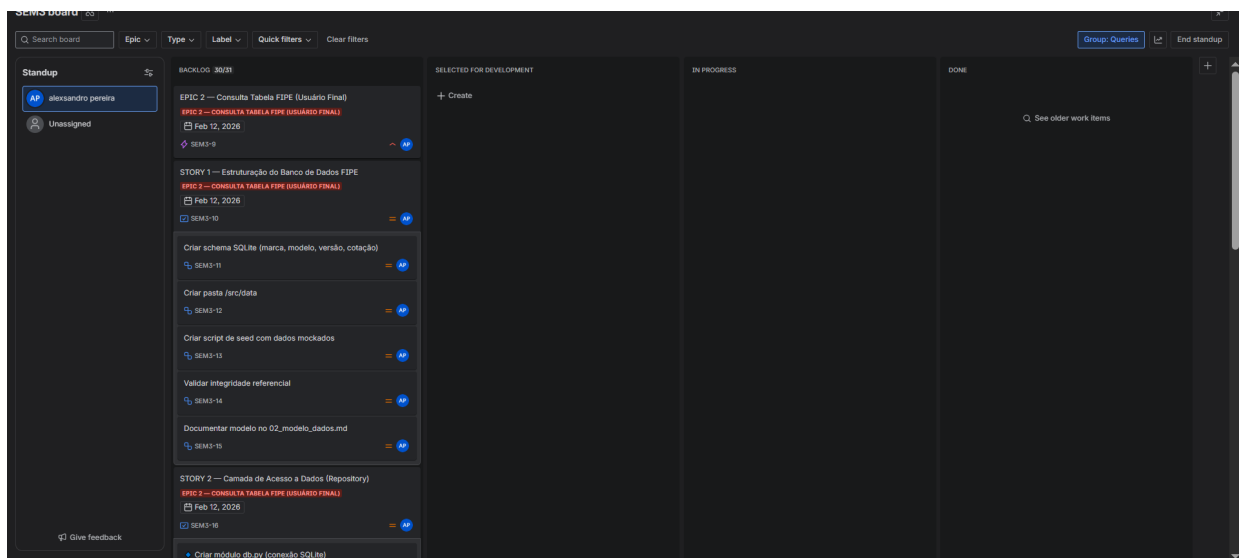 SEM3 board
Search board
Epic
Type
Label
Quick filters
Clear filters
Group: Queries
End standup
Standup
AP alexsandro pereira
Unassigned
Give feedback
BACKLOG 30/31
EPIC 2 — Consulta Tabela FIPE (Usuário Final)
EPIC 2 — CONSULTA TABELA FIPE (USUÁRIO FINAL)
Feb 12, 2026
SEM3-9
AP
STORY 1 — Estruturação do Banco de Dados FIPE
EPIC 2 — CONSULTA TABELA FIPE (USUÁRIO FINAL)
Feb 12, 2026
SEM3-10
AP
Criar schema SQLite (marca, modelo, versão, cotação)
SEM3-11
AP
Criar pasta /src/data
SEM3-12
AP
Criar script de seed com dados mockados
SEM3-13
AP
Validar integridade referencial
SEM3-14
AP
Documentar modelo no 02_modelo_dados.md
SEM3-15
AP
STORY 2 — Camada de Acesso a Dados (Repository)
EPIC 2 — CONSULTA TABELA FIPE (USUÁRIO FINAL)
Feb 12, 2026
SEM3-16
AP
Criar módulo db.py (conexão SQLite)
SELECTED FOR DEVELOPMENT
+ Create
IN PROGRESS
DONE
See older work items